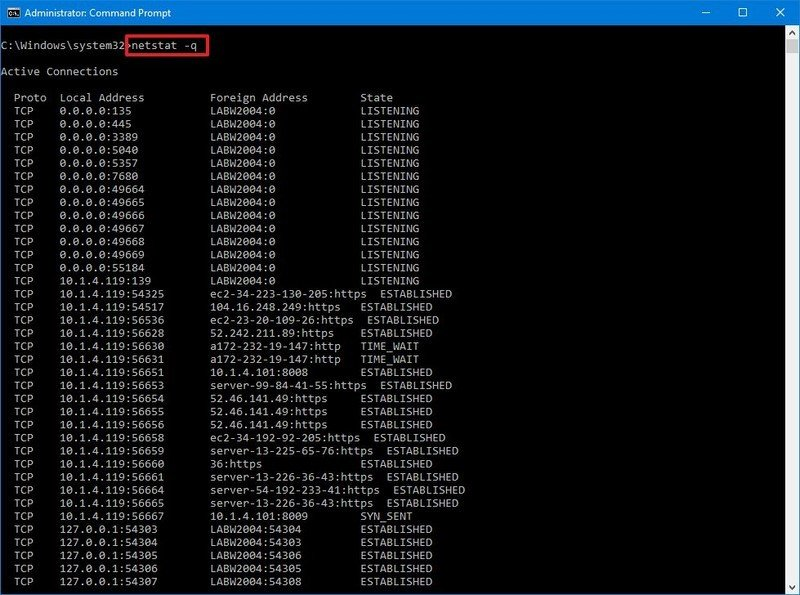 Administrator: Command Prompt
C:\Windows\system32>netstat -q
Active Connections
Proto Local Address Foreign Address State
TCP 0.0.0.0:135 LABW2004:0 LISTENING
TCP 0.0.0.0:445 LABW2004:0 LISTENING
TCP 0.0.0.0:3389 LABW2004:0 LISTENING
TCP 0.0.0.0:5040 LABW2004:0 LISTENING
TCP 0.0.0.0:5357 LABW2004:0 LISTENING
TCP 0.0.0.0:7680 LABW2004:0 LISTENING
TCP 0.0.0.0:49664 LABW2004:0 LISTENING
TCP 0.0.0.0:49665 LABW2004:0 LISTENING
TCP 0.0.0.0:49666 LABW2004:0 LISTENING
TCP 0.0.0.0:49667 LABW2004:0 LISTENING
TCP 0.0.0.0:49668 LABW2004:0 LISTENING
TCP 0.0.0.0:49669 LABW2004:0 LISTENING
TCP 0.0.0.0:55184 LABW2004:0 LISTENING
TCP 10.1.4.119:139 LABW2004:0 LISTENING
TCP 10.1.4.119:54325 ec2-34-223-130-205:https ESTABLISHED
TCP 10.1.4.119:54517 104.16.248.249:https ESTABLISHED
TCP 10.1.4.119:56536 ec2-23-20-109-26:https ESTABLISHED
TCP 10.1.4.119:56628 52.242.211.89:https ESTABLISHED
TCP 10.1.4.119:56630 a172-232-19-147:http TIME_WAIT
TCP 10.1.4.119:56631 a172-232-19-147:http TIME_WAIT
TCP 10.1.4.119:56651 10.1.4.101:8008 ESTABLISHED
TCP 10.1.4.119:56653 server-99-84-41-55:https ESTABLISHED
TCP 10.1.4.119:56654 52.46.141.49:https ESTABLISHED
TCP 10.1.4.119:56655 52.46.141.49:https ESTABLISHED
TCP 10.1.4.119:56656 52.46.141.49:https ESTABLISHED
TCP 10.1.4.119:56658 ec2-34-192-92-205:https ESTABLISHED
TCP 10.1.4.119:56659 server-13-225-65-76:https ESTABLISHED
TCP 10.1.4.119:56660 36:https ESTABLISHED
TCP 10.1.4.119:56661 server-13-226-36-43:https ESTABLISHED
TCP 10.1.4.119:56664 server-54-192-233-41:https ESTABLISHED
TCP 10.1.4.119:56665 server-13-226-36-43:https ESTABLISHED
TCP 10.1.4.119:56667 10.1.4.101:8009 SYN_SENT
TCP 127.0.0.1:54303 LABW2004:54304 ESTABLISHED
TCP 127.0.0.1:54304 LABW2004:54303 ESTABLISHED
TCP 127.0.0.1:54305 LABW2004:54306 ESTABLISHED
TCP 127.0.0.1:54306 LABW2004:54305 ESTABLISHED
TCP 127.0.0.1:54307 LABW2004:54308 ESTABLISHED